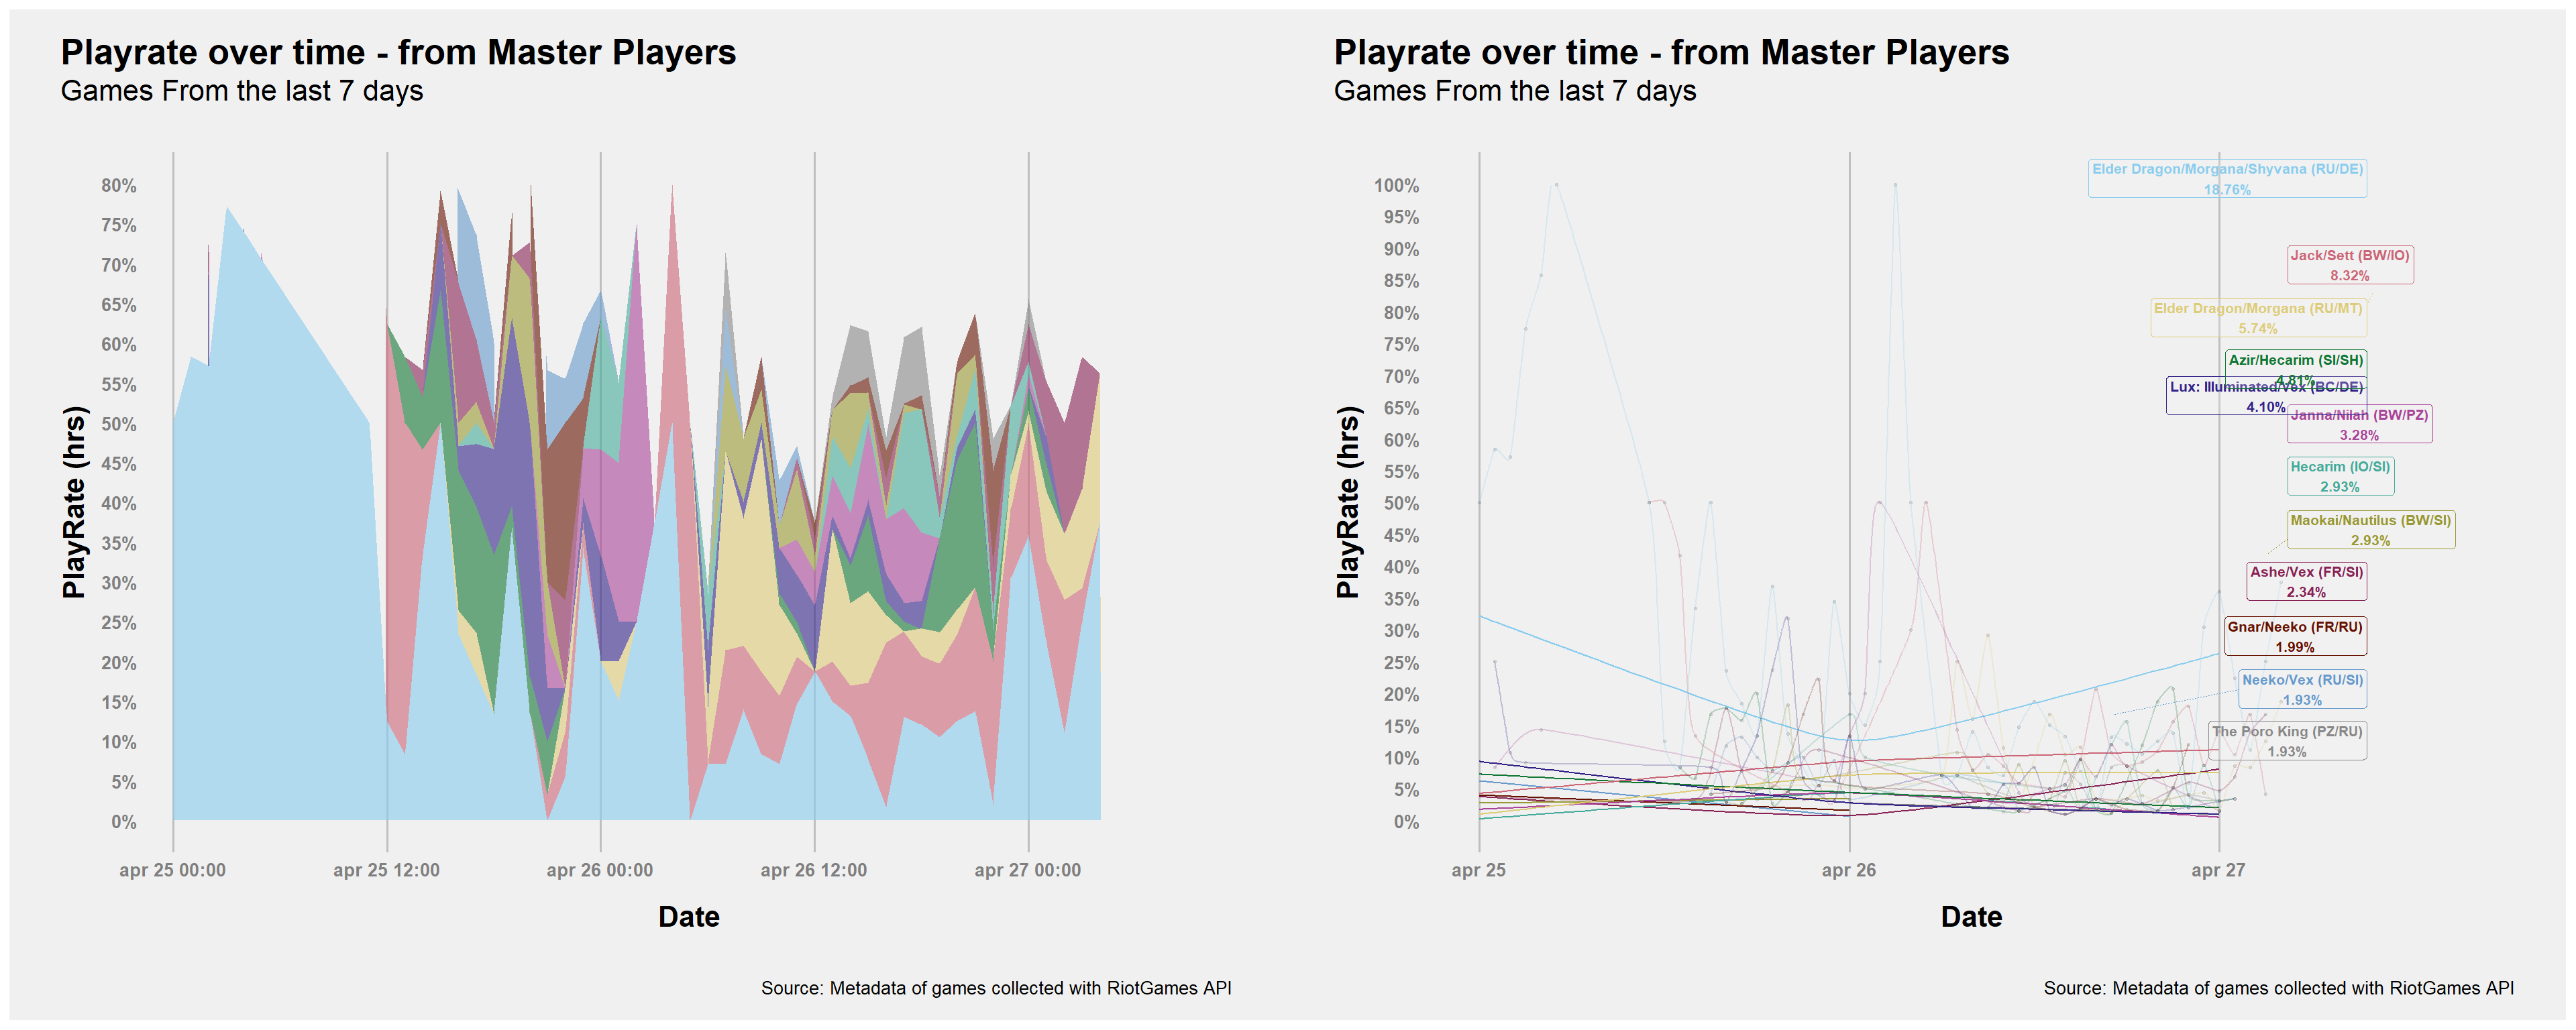 Playrate over time - from Master Players
Games From the last 7 days
PlayRate (hrs)
80%
75%
70%
65%
60%
55%
50%
45%
40%
35%
30%
25%
20%
15%
10%
5%
0%
apr 25 00:00
apr 25 12:00
apr 26 00:00
apr 26 12:00
apr 27 00:00
Date
Source: Metadata of games collected with RiotGames API
Playrate over time - from Master Players
Games From the last 7 days
PlayRate (hrs)
100%
95%
90%
85%
80%
75%
70%
65%
60%
55%
50%
45%
40%
35%
30%
25%
20%
15%
10%
5%
0%
Elder Dragon/Morgana/Shyvana (RU/DE)
18.76%
Jack/Sett (BW/IO)
8.32%
Elder Dragon/Morgana (RU/MT)
5.74%
Azir/Hecarim (SI/SH)
4.81%
Lux: Illuminated/Vex (BC/DE)
4.10%
Janna/Nilah (BW/PZ)
3.28%
Hecarim (IO/SI)
2.93%
Maokai/Nautilus (BW/SI)
2.93%
Ashe/Vex (FR/SI)
2.34%
Gnar/Neeko (FR/RU)
1.99%
Neeko/Vex (RU/SI)
1.93%
The Poro King (PZ/RU)
1.93%
apr 25
apr 26
apr 27
Date
Source: Metadata of games collected with RiotGames API